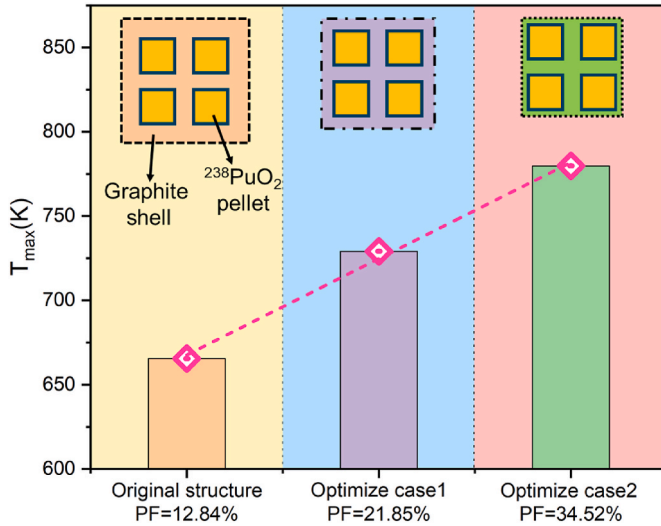 T_max(K)
850
800
750
700
650
600
Graphite
shell
²³⁸PuO₂
pellet
Original structure
PF=12.84%
Optimize case1
PF=21.85%
Optimize case2
PF=34.52%